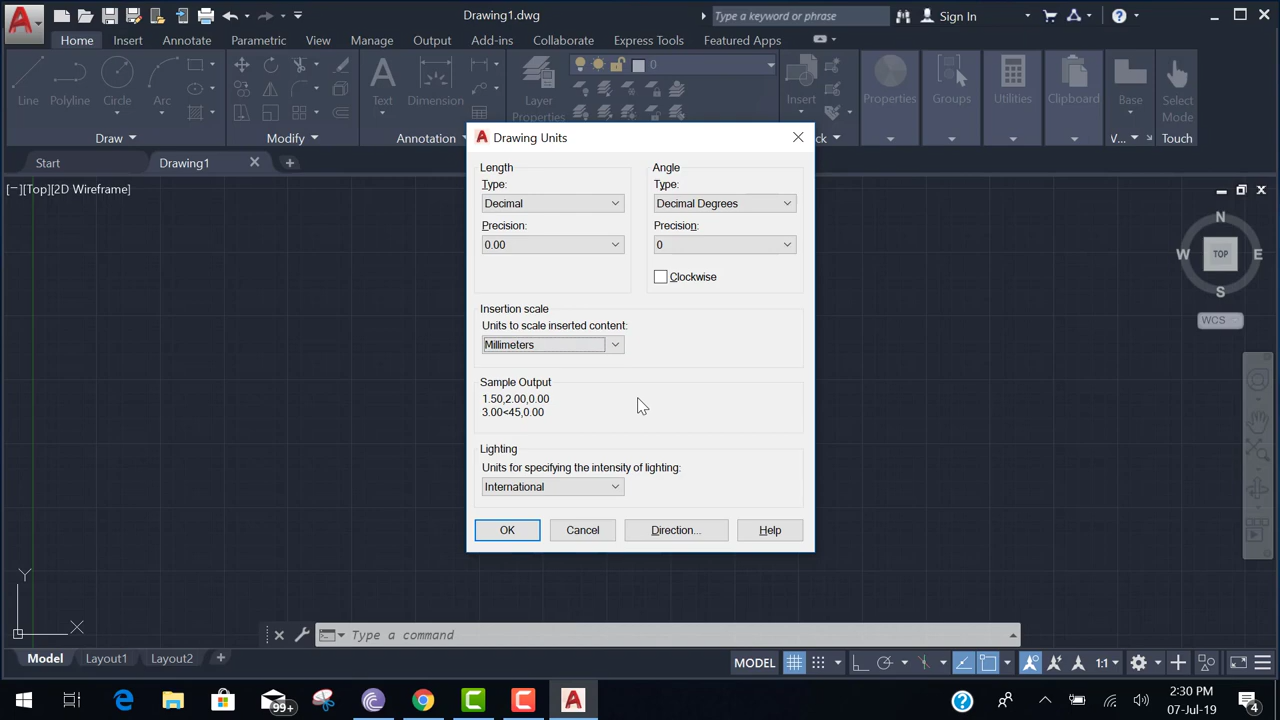 Drawing1.dwg
Type a keyword or phrase
Sign In
Home
Insert
Annotate
Parametric
View
Manage
Output
Add-ins
Collaborate
Express Tools
Featured Apps
Line
Polyline
Circle
Arc
Text
Dimension
Layer
Properties
0
Insert
Properties
Groups
Utilities
Clipboard
Base
Select
Mode
Draw
Modify
Annotation
V...
Touch
Start
Drawing1
[−][Top][2D Wireframe]
Drawing Units
Length
Type:
Decimal
Precision:
0.00
Angle
Type:
Decimal Degrees
Precision:
0
Clockwise
Insertion scale
Units to scale inserted content:
Millimeters
Sample Output
1.50,2.00,0.00
3.00<45,0.00
Lighting
Units for specifying the intensity of lighting:
International
OK
Cancel
Direction...
Help
N
W
TOP
E
S
WCS
Y
X
Type a command
Model
Layout1
Layout2
MODEL
1:1
99+
2:30 PM
07-Jul-19
4